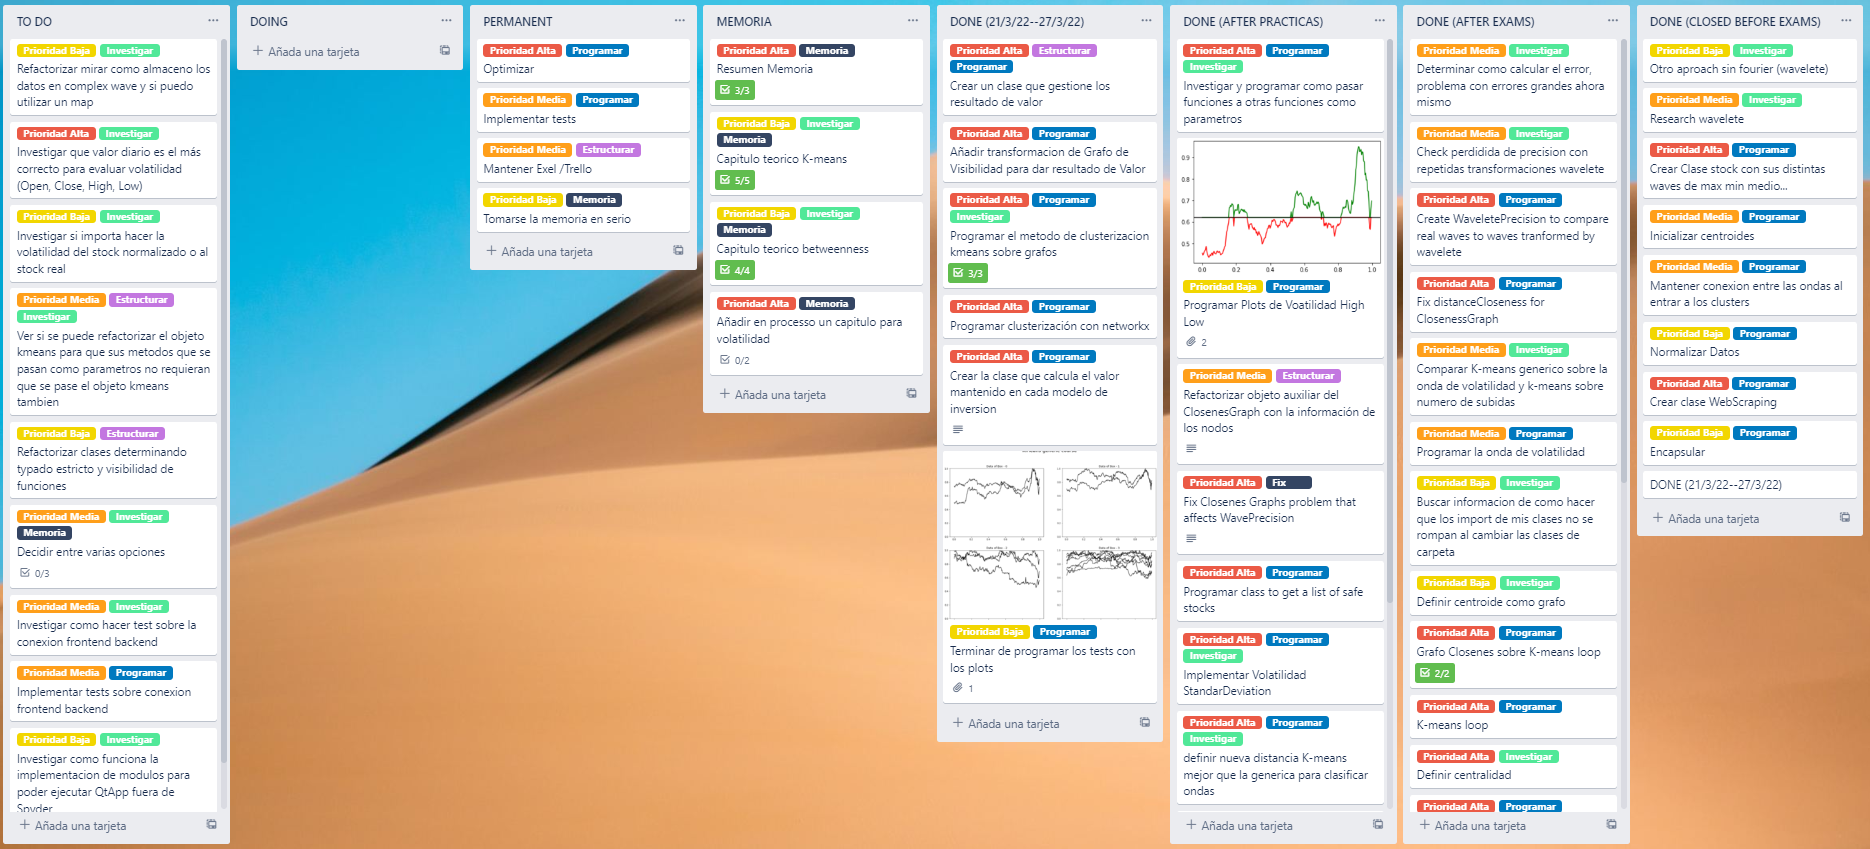 TO DO
Prioridad Baja Investigar
Refactorizar mirar como almaceno los
datos en complex wave y si puedo
utilizar un map
Prioridad Alta Investigar
Investigar que valor diario es el más
correcto para evaluar volatilidad
(Open, Close, High, Low)
Prioridad Baja Investigar
Investigar si importa hacer la
volatilidad del stock normalizado o al
stock real
Prioridad Media Estructurar
Investigar
Ver si se puede refactorizar el objeto
kmeans para que sus metodos que se
pasan como parametros no requieran
que se pase el objeto kmeans
tambien
Prioridad Baja Estructurar
Refactorizar clases determinando
typado estricto y visibilidad de
funciones
Prioridad Media Investigar
Memoria
Decidir entre varias opciones
0/3
Prioridad Media Investigar
Investigar como hacer test sobre la
conexion frontend backend
Prioridad Media Programar
Implementar tests sobre conexion
frontend backend
Prioridad Baja Investigar
Investigar como funciona la
implementacion de modulos para
poder ejecutar QtApp fuera de
Spyder
+ Añada una tarjeta
DOING
+ Añada una tarjeta
PERMANENT
Prioridad Alta Programar
Optimizar
Prioridad Media Programar
Implementar tests
Prioridad Media Estructurar
Mantener Exel /Trello
Prioridad Baja Memoria
Tomarse la memoria en serio
+ Añada una tarjeta
MEMORIA
Prioridad Alta Memoria
Resumen Memoria
3/3
Prioridad Baja Investigar
Memoria
Capitulo teorico K-means
5/5
Prioridad Baja Investigar
Memoria
Capitulo teorico betweenness
4/4
Prioridad Alta Memoria
Añadir en processo un capitulo para
volatilidad
0/2
+ Añada una tarjeta
DONE (21/3/22--27/3/22)
Prioridad Alta Estructurar
Programar
Crear un clase que gestione los
resultado de valor
Prioridad Alta Programar
Añadir transformacion de Grafo de
Visibilidad para dar resultado de Valor
Prioridad Alta Programar
Investigar
Programar el metodo de clusterizacion
kmeans sobre grafos
3/3
Prioridad Alta Programar
Programar clusterización con networkx
Prioridad Alta Programar
Crear la clase que calcula el valor
mantenido en cada modelo de
inversion
Prioridad Baja Programar
Terminar de programar los tests con
los plots
1
+ Añada una tarjeta
DONE (AFTER PRACTICAS)
Prioridad Alta Programar
Investigar
Investigar y programar como pasar
funciones a otras funciones como
parametros
0.9
0.8
0.7
0.6
0.5
0.0 0.2 0.4 0.6 0.8 1.0
Prioridad Baja Programar
Programar Plots de Voatilidad High
Low
2
Prioridad Media Estructurar
Refactorizar objeto auxiliar del
ClosenesGraph con la información de
los nodos
Prioridad Alta Fix
Fix Closenes Graphs problem that
affects WavePrecision
Prioridad Alta Programar
Programar class to get a list of safe
stocks
Prioridad Alta Programar
Investigar
Implementar Volatilidad
StandarDeviation
Prioridad Alta Programar
Investigar
definir nueva distancia K-means
mejor que la generica para clasificar
ondas
+ Añada una tarjeta
DONE (AFTER EXAMS)
Prioridad Media Investigar
Determinar como calcular el error,
problema con errores grandes ahora
mismo
Prioridad Media Investigar
Check perdidida de precision con
repetidas transformaciones wavelete
Prioridad Alta Programar
Create WaveletePrecision to compare
real waves to waves tranformed by
wavelete
Prioridad Alta Programar
Fix distanceCloseness for
ClosenessGraph
Prioridad Media Investigar
Comparar K-means generico sobre la
onda de volatilidad y k-means sobre
numero de subidas
Prioridad Media Programar
Programar la onda de volatilidad
Prioridad Baja Investigar
Buscar informacion de como hacer
que los import de mis clases no se
rompan al cambiar las clases de
carpeta
Prioridad Baja Investigar
Definir centroide como grafo
Prioridad Alta Programar
Grafo Closenes sobre K-means loop
2/2
Prioridad Alta Programar
K-means loop
Prioridad Alta Investigar
Definir centralidad
Prioridad Alta Programar
+ Añada una tarjeta
DONE (CLOSED BEFORE EXAMS)
Prioridad Baja Investigar
Otro aproach sin fourier (wavelete)
Prioridad Media Investigar
Research wavelete
Prioridad Alta Programar
Crear Clase stock con sus distintas
waves de max min medio...
Prioridad Media Programar
Inicializar centroides
Prioridad Media Programar
Mantener conexion entre las ondas al
entrar a los clusters
Prioridad Baja Programar
Normalizar Datos
Prioridad Alta Programar
Crear clase WebScraping
Prioridad Baja Programar
Encapsular
DONE (21/3/22--27/3/22)
+ Añada una tarjeta